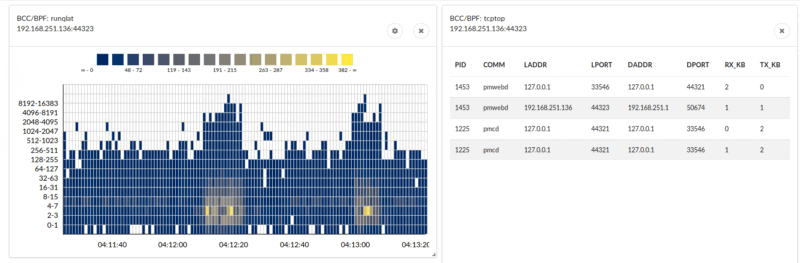 BCC/BPF: runqlat
192.168.251.136:44323
∞ - 0 48 - 72 119 - 143 191 - 215 263 - 287 334 - 358 382 - ∞
8192-16383
4096-8191
2048-4095
1024-2047
512-1023
256-511
128-255
64-127
32-63
16-31
8-15
4-7
2-3
0-1
04:11:40 04:12:00 04:12:20 04:12:40 04:13:00 04:13:20
BCC/BPF: tcptop
192.168.251.136:44323
PID COMM LADDR LPORT DADDR DPORT RX_KB TX_KB
1453 pmwebd 127.0.0.1 33546 127.0.0.1 44321 2 0
1453 pmwebd 192.168.251.136 44323 192.168.251.1 50674 1 1
1225 pmcd 127.0.0.1 44321 127.0.0.1 33546 0 2
1225 pmcd 127.0.0.1 44321 127.0.0.1 33546 1 2